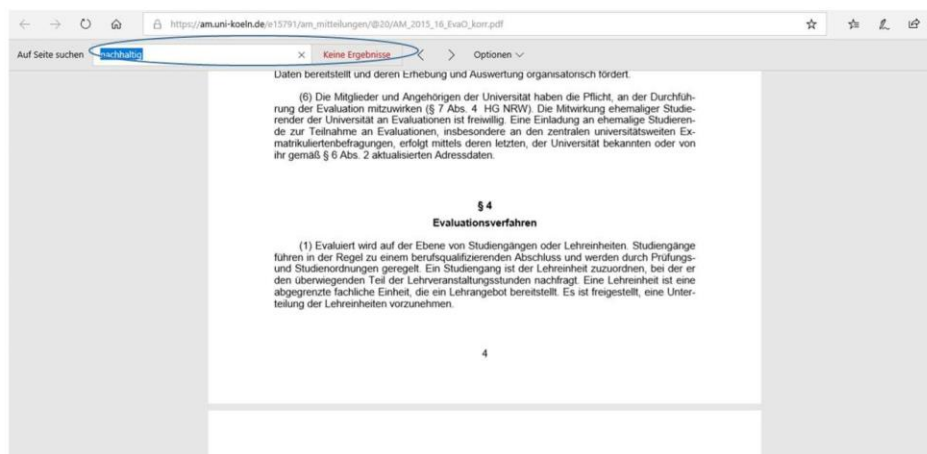 https://am.uni-koeln.de/e15791/am_mitteilungen/@20/AM_2015_16_EvaO_korr.pdf
Auf Seite suchen nachhaltig × Keine Ergebnisse Optionen
Daten bereitstellt und deren Erhebung und Auswertung organisatorisch fördert.
(6) Die Mitglieder und Angehörigen der Universität haben die Pflicht, an der Durchfüh-
rung der Evaluation mitzuwirken (§ 7 Abs. 4 HG NRW). Die Mitwirkung ehemaliger Studie-
render der Universität an Evaluationen ist freiwillig. Eine Einladung an ehemalige Studieren-
de zur Teilnahme an Evaluationen, insbesondere an den zentralen universitätsweiten Ex-
matrikuliertenbefragungen, erfolgt mittels deren letzten, der Universität bekannten oder von
ihr gemäß § 6 Abs. 2 aktualisierten Adressdaten.
§ 4
Evaluationsverfahren
(1) Evaluiert wird auf der Ebene von Studiengängen oder Lehreinheiten. Studiengänge
führen in der Regel zu einem berufsqualifizierenden Abschluss und werden durch Prüfungs-
und Studienordnungen geregelt. Ein Studiengang ist der Lehreinheit zuzuordnen, bei der er
den überwiegenden Teil der Lehrveranstaltungsstunden nachfragt. Eine Lehreinheit ist eine
abgegrenzte fachliche Einheit, die ein Lehrangebot bereitstellt. Es ist freigestellt, eine Unter-
teilung der Lehreinheiten vorzunehmen.
4